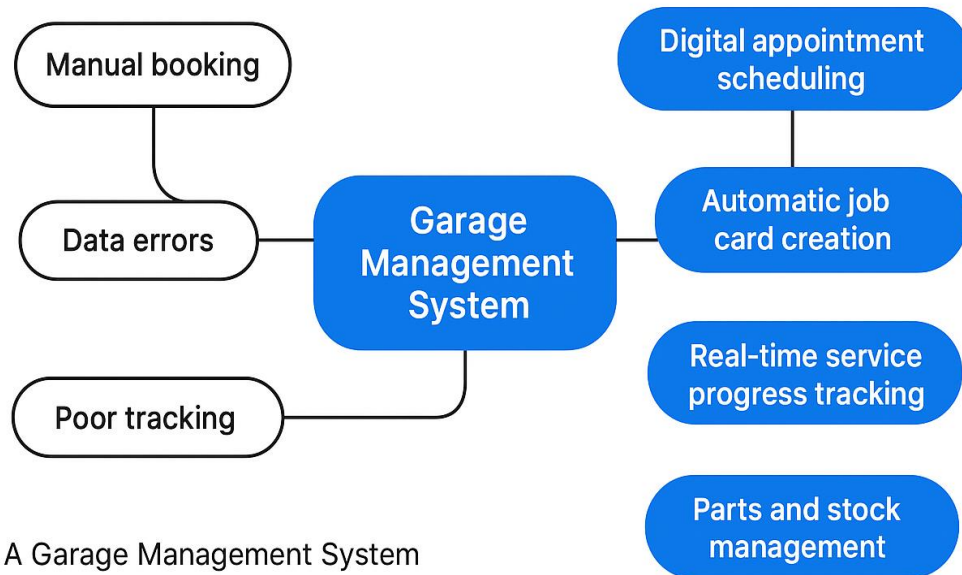 Manual booking
Data errors
Poor tracking
Garage
Management
System
Digital appointment
scheduling
Automatic job
card creation
Real-time service
progress tracking
Parts and stock
management
A Garage Management System